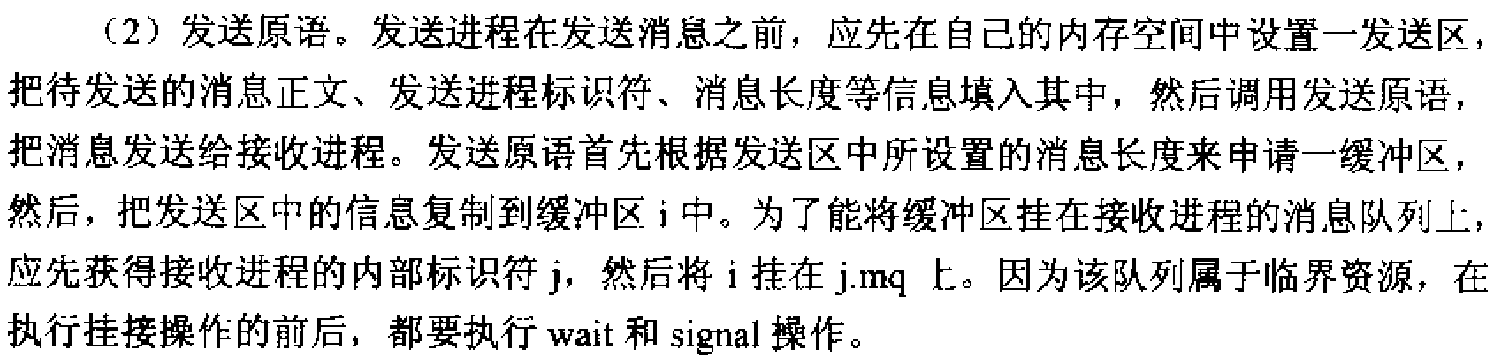 （2）发送原语。发送进程在发送消息之前，应先在自己的内存空间中设置一发送区，
把待发送的消息正文、发送进程标识符、消息长度等信息填入其中，然后调用发送原语，
把消息发送给接收进程。发送原语首先根据发送区中所设置的消息长度来申请一缓冲区，
然后，把发送区中的信息复制到缓冲区 i 中。为了能将缓冲区挂在接收进程的消息队列上，
应先获得接收进程的内部标识符 j，然后将 i 挂在 j.mq 上。因为该队列属于临界资源，在
执行挂接操作的前后，都要执行 wait 和 signal 操作。